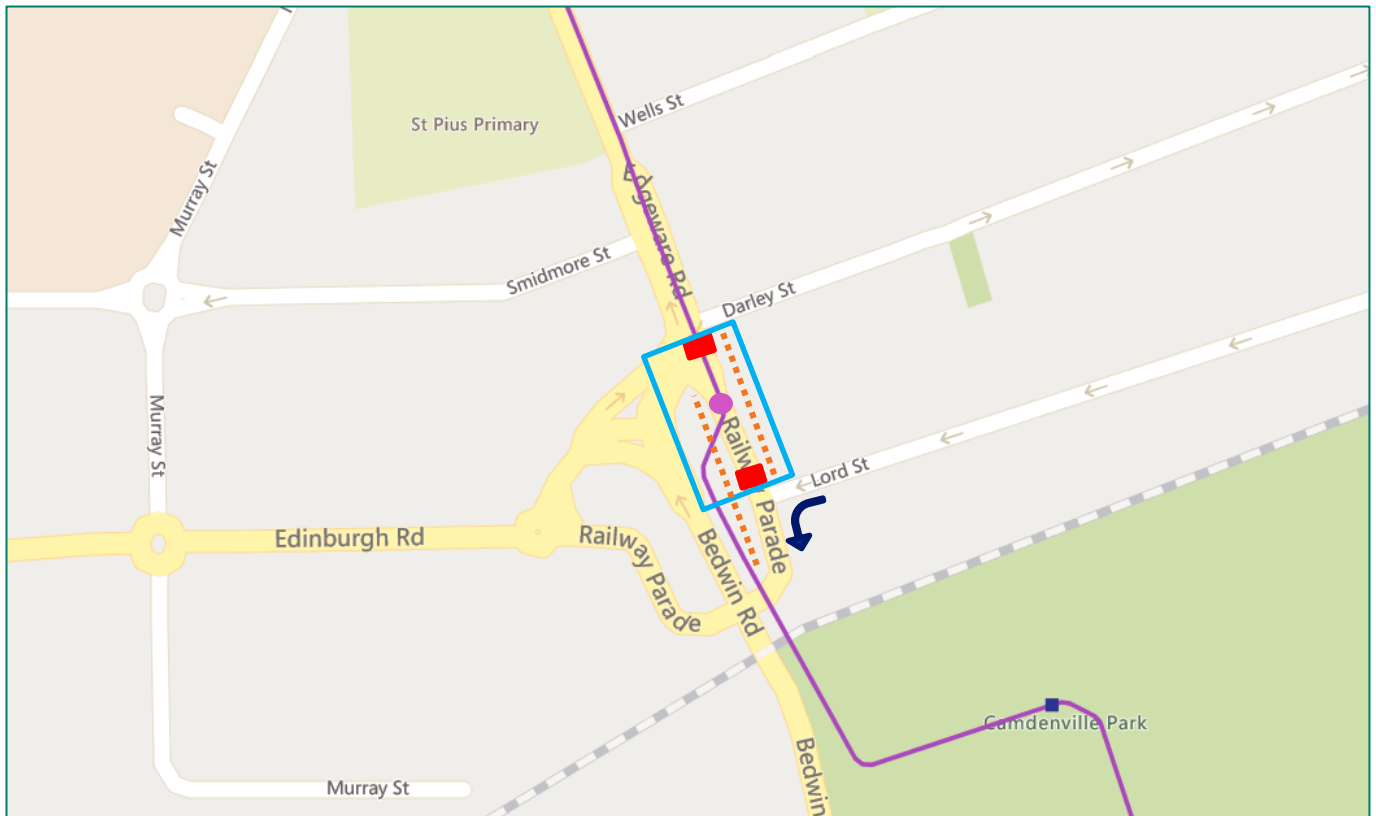 Wells St
St Pius Primary
Murray St
Edgeware Rd
Smidmore St
Darley St
Murray St
Railway Parade
Lord St
Edinburgh Rd
Railway Parade
Bedwin Rd
Camdenville Park
Bedwin
Murray St